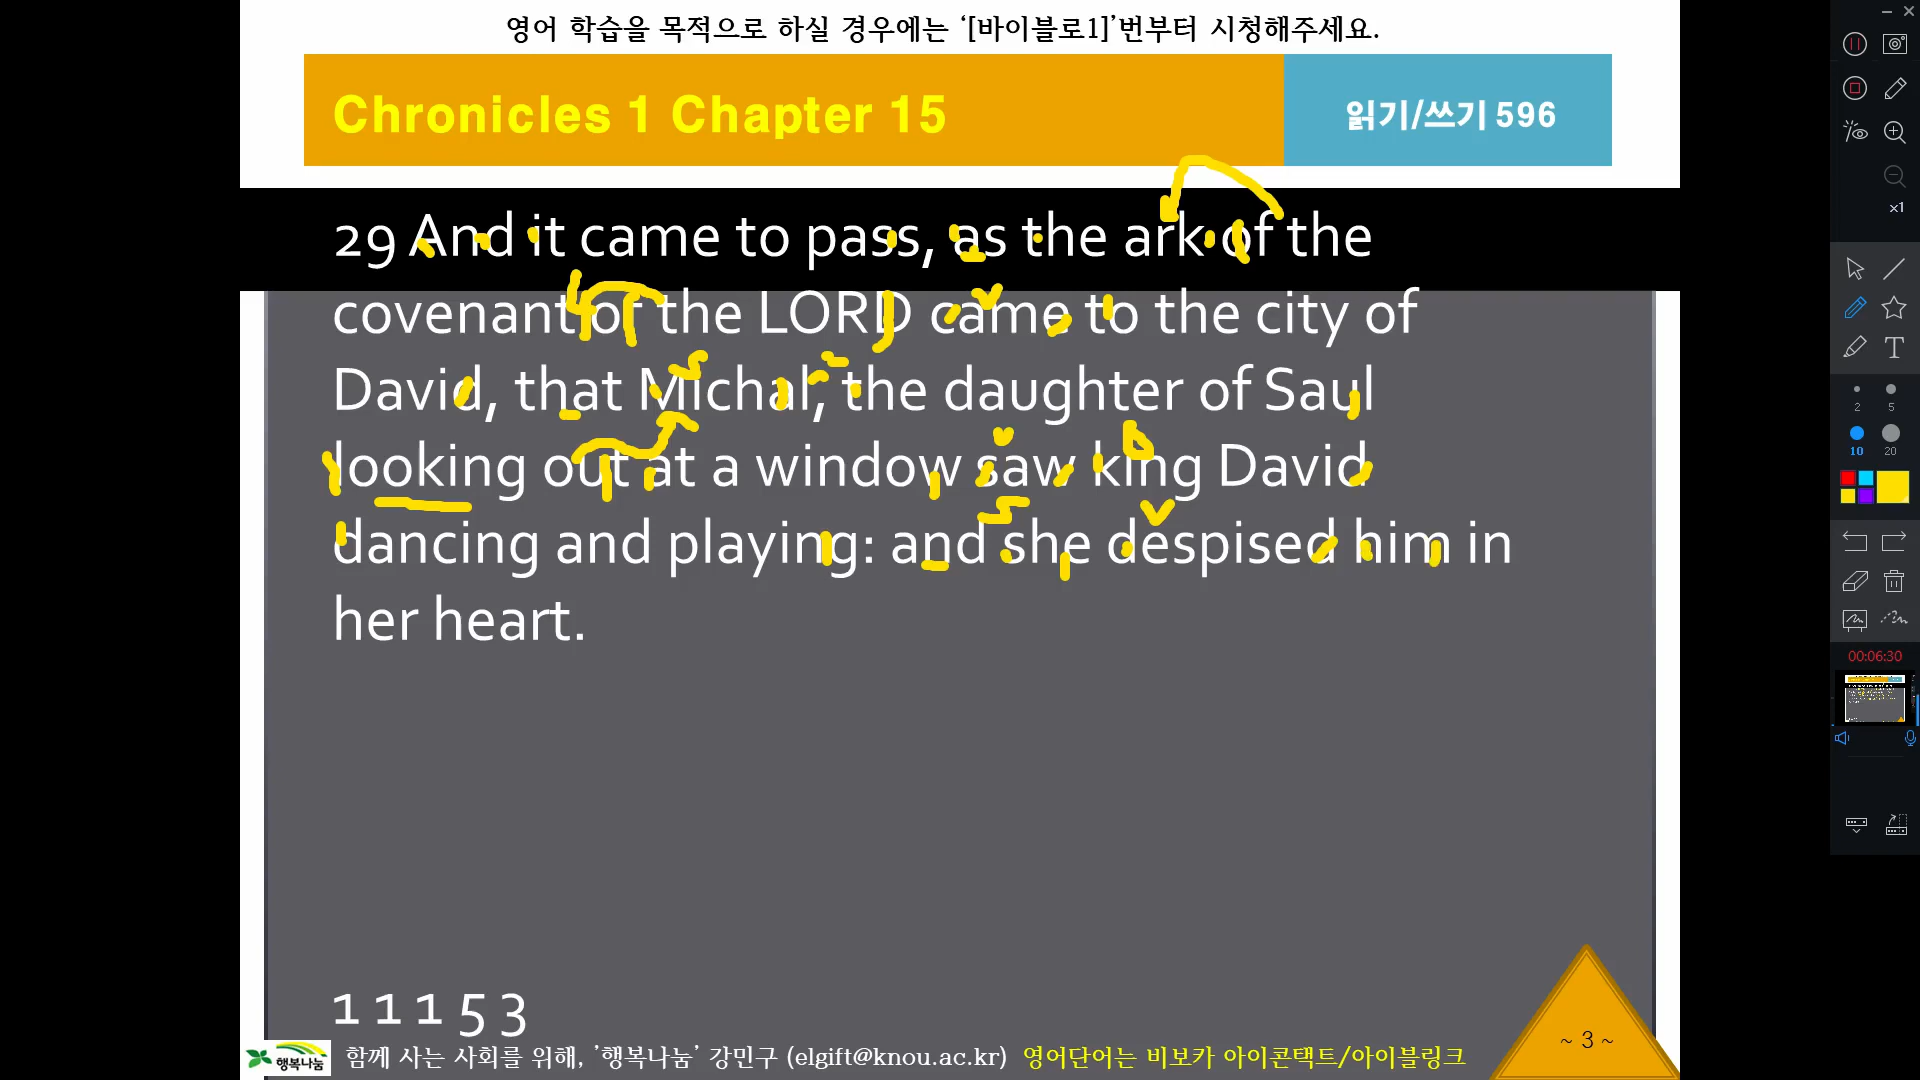 영어 학습을 목적으로 하실 경우에는 ‘[바이블로1]’번부터 시청해주세요.
Chronicles 1 Chapter 15
읽기/쓰기 596
29 And it came to pass, as the ark of the
covenant of the LORD came to the city of
David, that Michal, the daughter of Saul
looking out at a window saw king David
dancing and playing: and she despised him in
her heart.
1 1 1 5 3
행복나눔 함께 사는 사회를 위해, '행복나눔' 강민구 (elgift@knou.ac.kr) 영어단어는 비보카 아이콘택트/아이블링크
~ 3 ~
x1
T
2 5
10 20
00:06:30